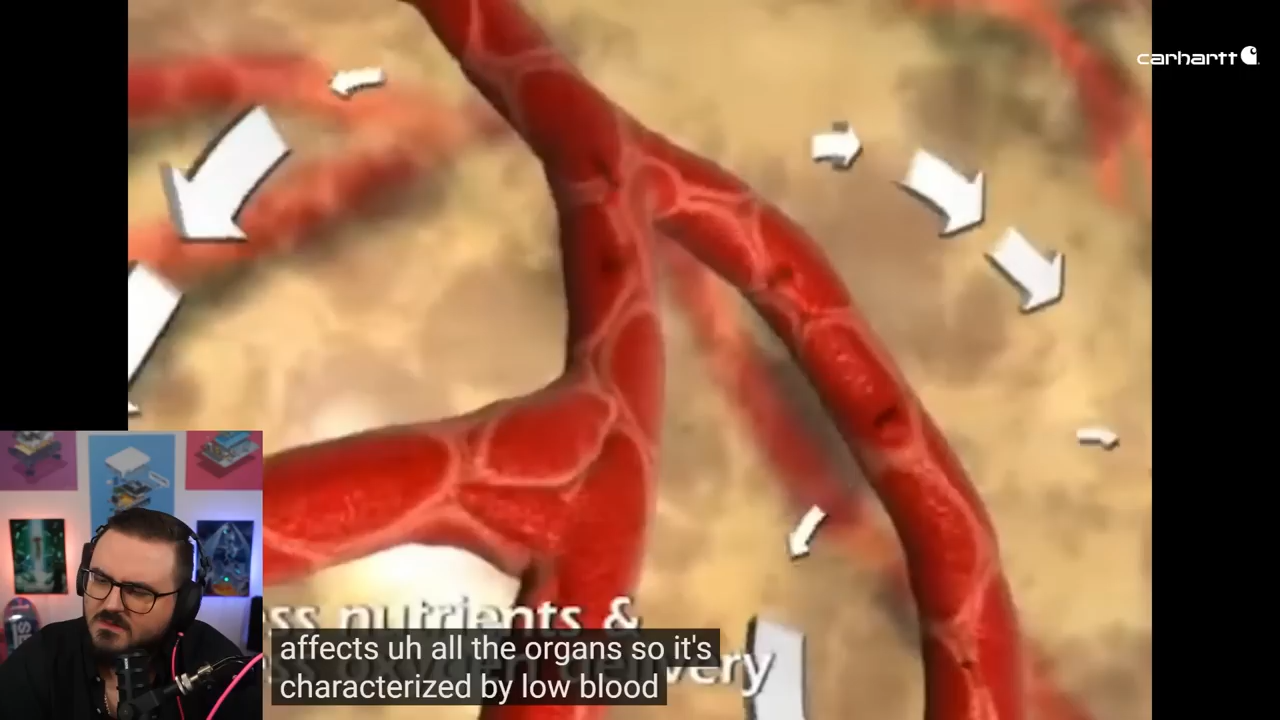 carhartt
ss nutrients &
affects uh all the organs so it's
characterized by low blood
very